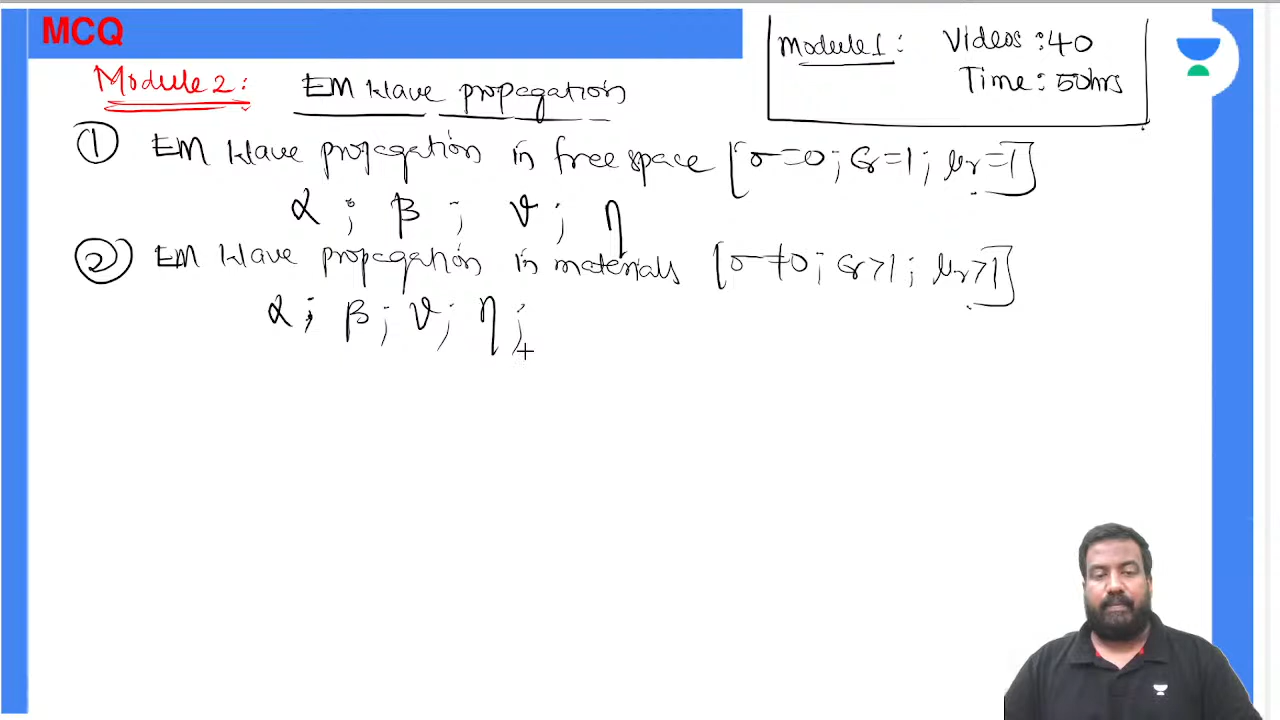 MCQ
Module 1: Videos: 40
Time: 50hrs
Module 2: EM Wave propagation
① EM Wave propagation in free space [σ=0; εr=1; μr=1]
α ; β ; v ; η
② EM Wave propagation in materials [σ≠0; εr>1; μr>1]
α ; β ; v ; η ;